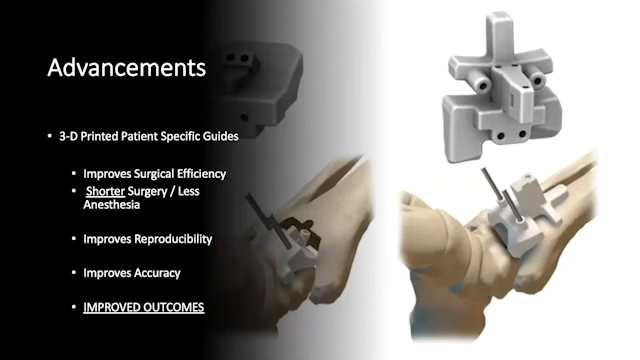 Advancements
• 3-D Printed Patient Specific Guides
• Improves Surgical Efficiency
• Shorter Surgery / Less
Anesthesia
• Improves Reproducibility
• Improves Accuracy
• IMPROVED OUTCOMES